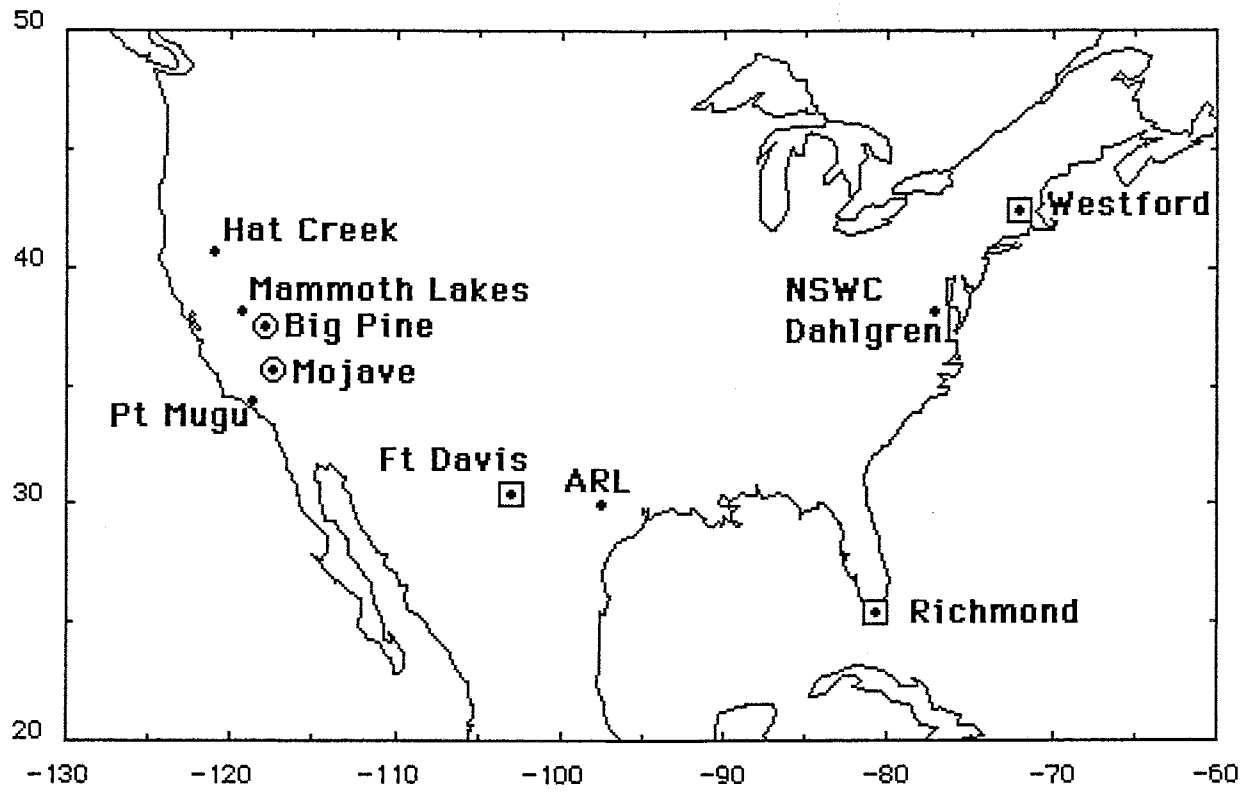 50
Westford
Hat Creek
40
Mammoth Lakes
NSWC
Big Pine
Dahlgren
Mojave
Pt Mugu
Ft Davis
ARL
30
Richmond
20
-130
-120
-110
-100
-90
-80
-70
-60